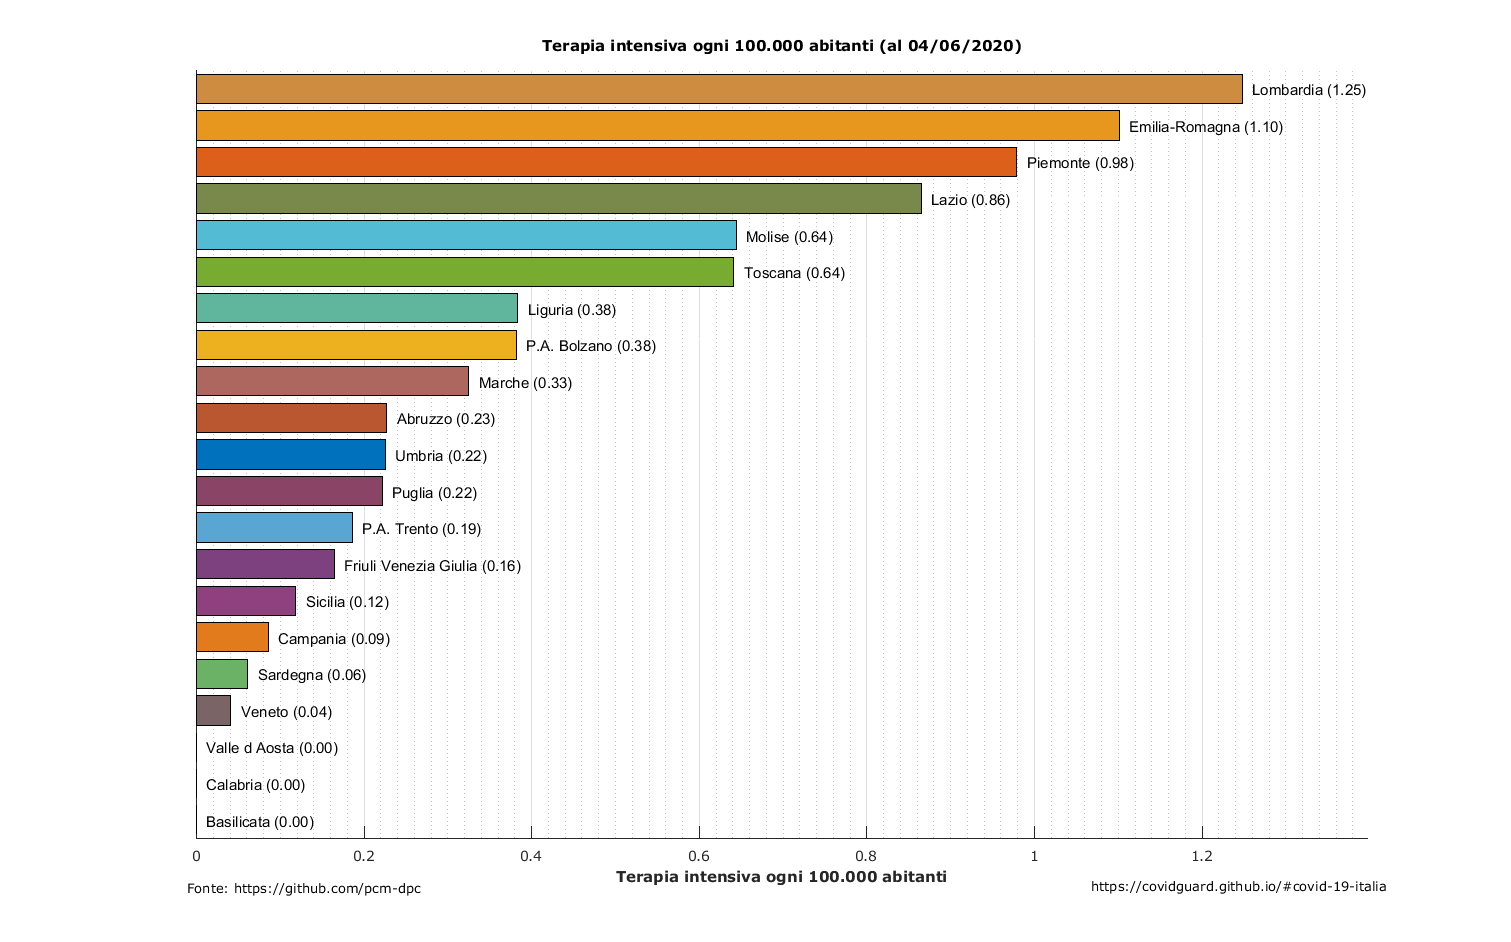 Terapia intensiva ogni 100.000 abitanti (al 04/06/2020)
Lombardia (1.25)
Emilia-Romagna (1.10)
Piemonte (0.98)
Lazio (0.86)
Molise (0.64)
Toscana (0.64)
Liguria (0.38)
P.A. Bolzano (0.38)
Marche (0.33)
Abruzzo (0.23)
Umbria (0.22)
Puglia (0.22)
P.A. Trento (0.19)
Friuli Venezia Giulia (0.16)
Sicilia (0.12)
Campania (0.09)
Sardegna (0.06)
Veneto (0.04)
Valle d Aosta (0.00)
Calabria (0.00)
Basilicata (0.00)
0 0.2 0.4 0.6 0.8 1 1.2
Terapia intensiva ogni 100.000 abitanti
Fonte: https://github.com/pcm-dpc
https://covidguard.github.io/#covid-19-italia